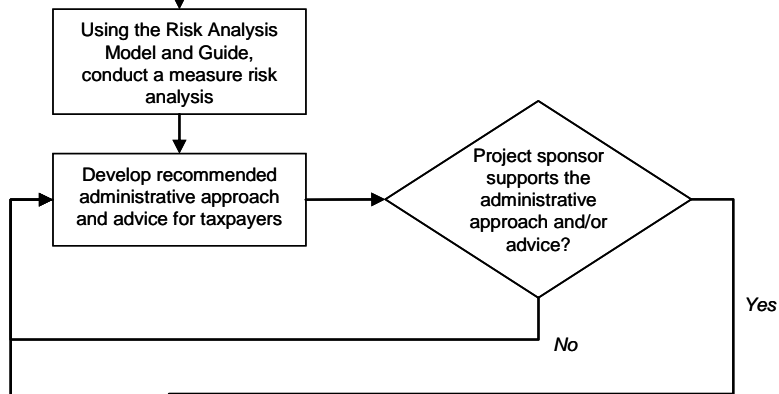 Using the Risk Analysis
Model and Guide,
conduct a measure risk
analysis
Develop recommended
administrative approach
and advice for taxpayers
Project sponsor
supports the
administrative
approach and/or
advice?
Yes
No